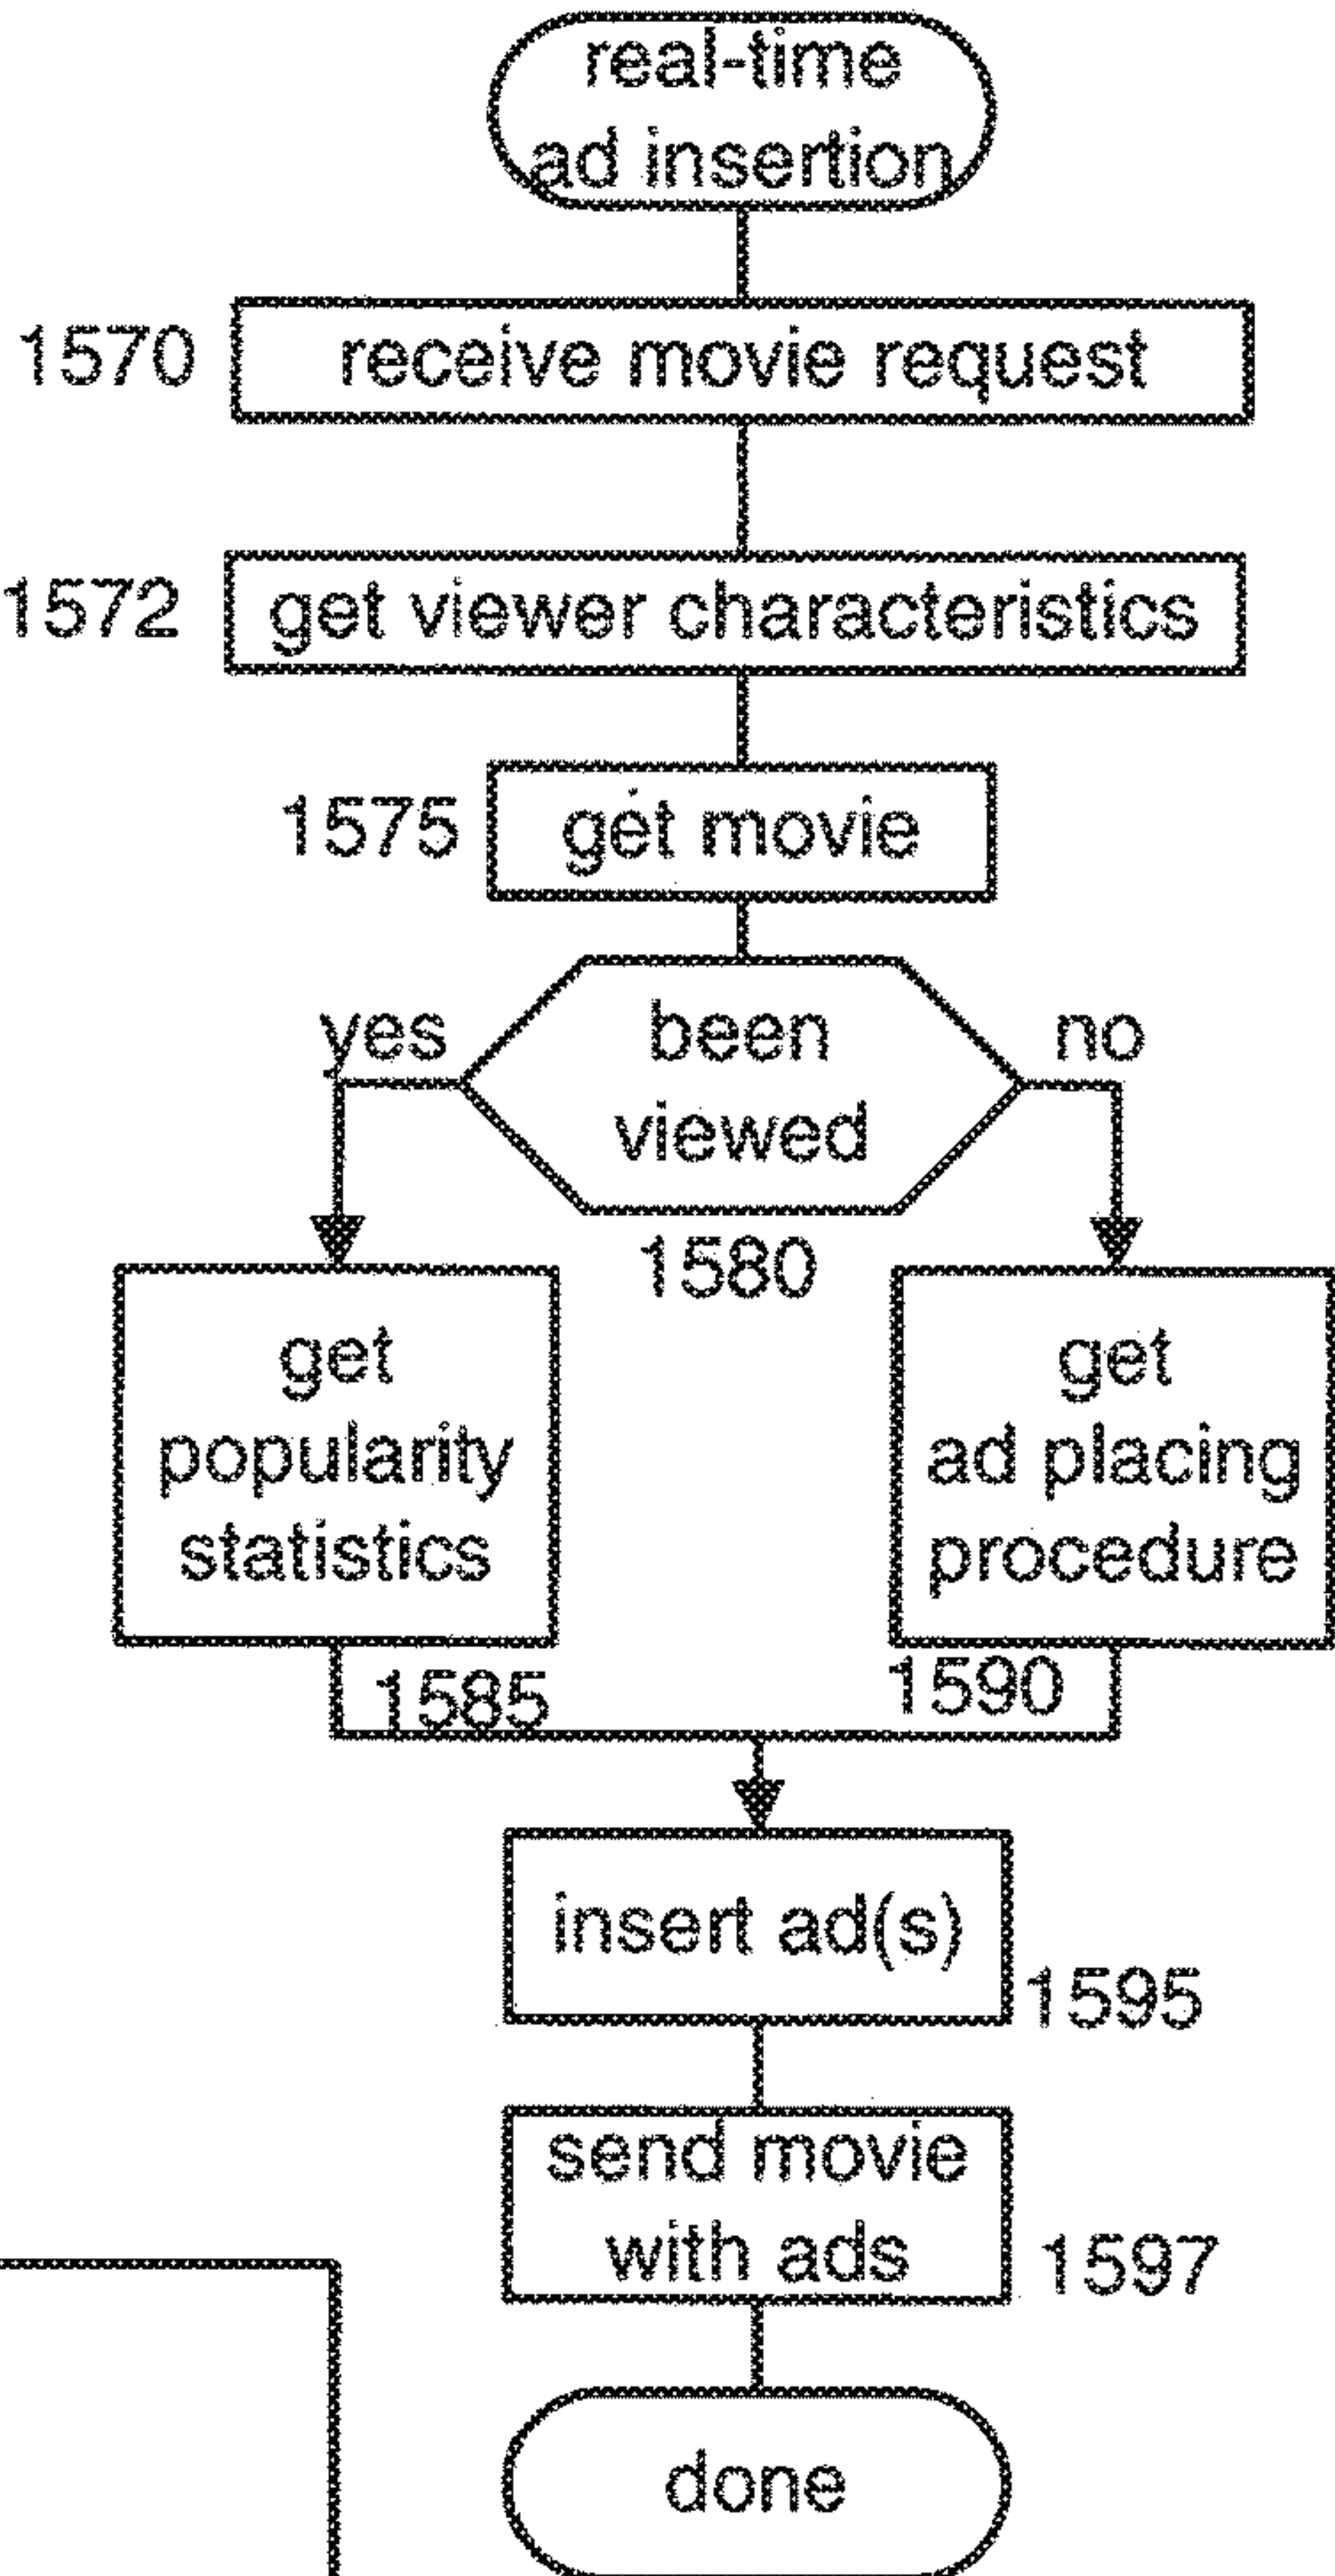 real-time
ad insertion
1570
receive movie request
1572
get viewer characteristics
1575
get movie
yes
been
viewed
no
1580
get
popularity
statistics
get
ad placing
procedure
1585
1590
insert ad(s)
1595
send movie
with ads
1597
done